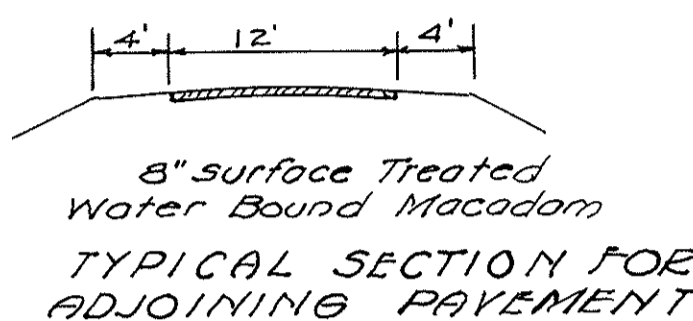 4' 12' 4'
8" surface Treated
Water Bound Macadam
TYPICAL SECTION FOR
ADJOINING PAVEMENT